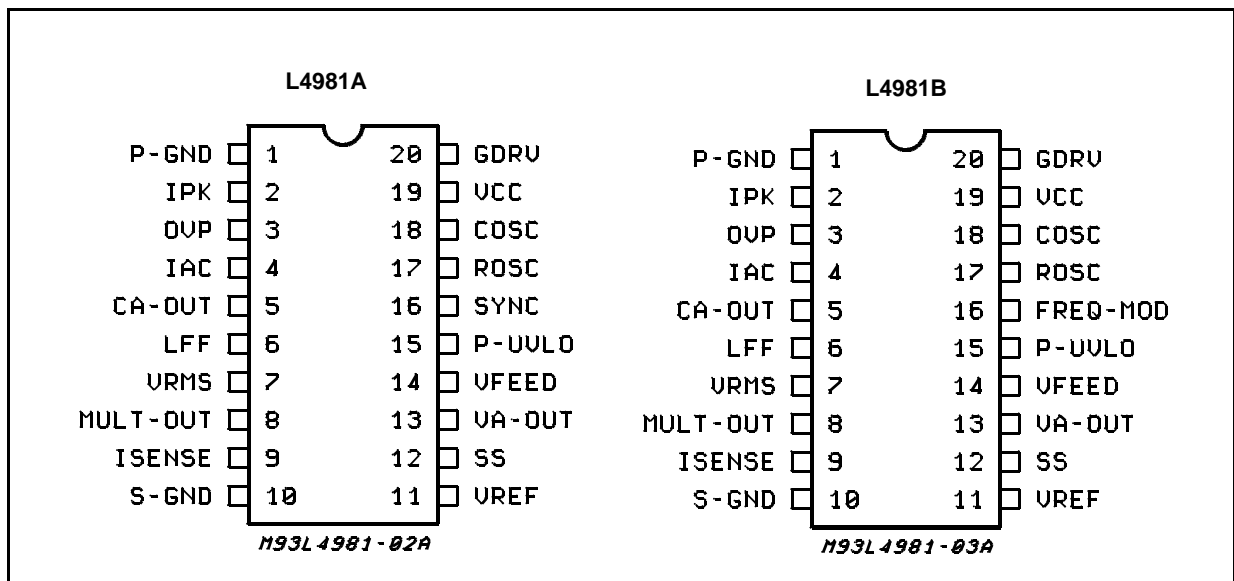 L4981A
P-GND 1 20 GDRV
IPK 2 19 VCC
OVP 3 18 COSC
IAC 4 17 ROSC
CA-OUT 5 16 SYNC
LFF 6 15 P-UVLO
VRMS 7 14 VFEED
MULT-OUT 8 13 VA-OUT
ISENSE 9 12 SS
S-GND 10 11 VREF
M93L4981-02A
L4981B
P-GND 1 20 GDRV
IPK 2 19 VCC
OVP 3 18 COSC
IAC 4 17 ROSC
CA-OUT 5 16 FREQ-MOD
LFF 6 15 P-UVLO
VRMS 7 14 VFEED
MULT-OUT 8 13 VA-OUT
ISENSE 9 12 SS
S-GND 10 11 VREF
M93L4981-03A